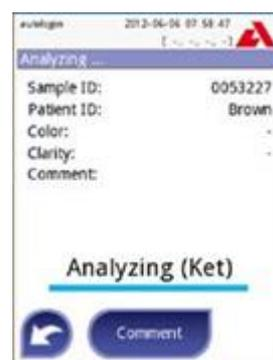 autologin 2012-06-06 07:58:47
[ -, -, -, -]
Analyzing ...
Sample ID: 0053227
Patient ID: Brown
Color: -
Clarity: -
Comment:
Analyzing (Ket)
Comment